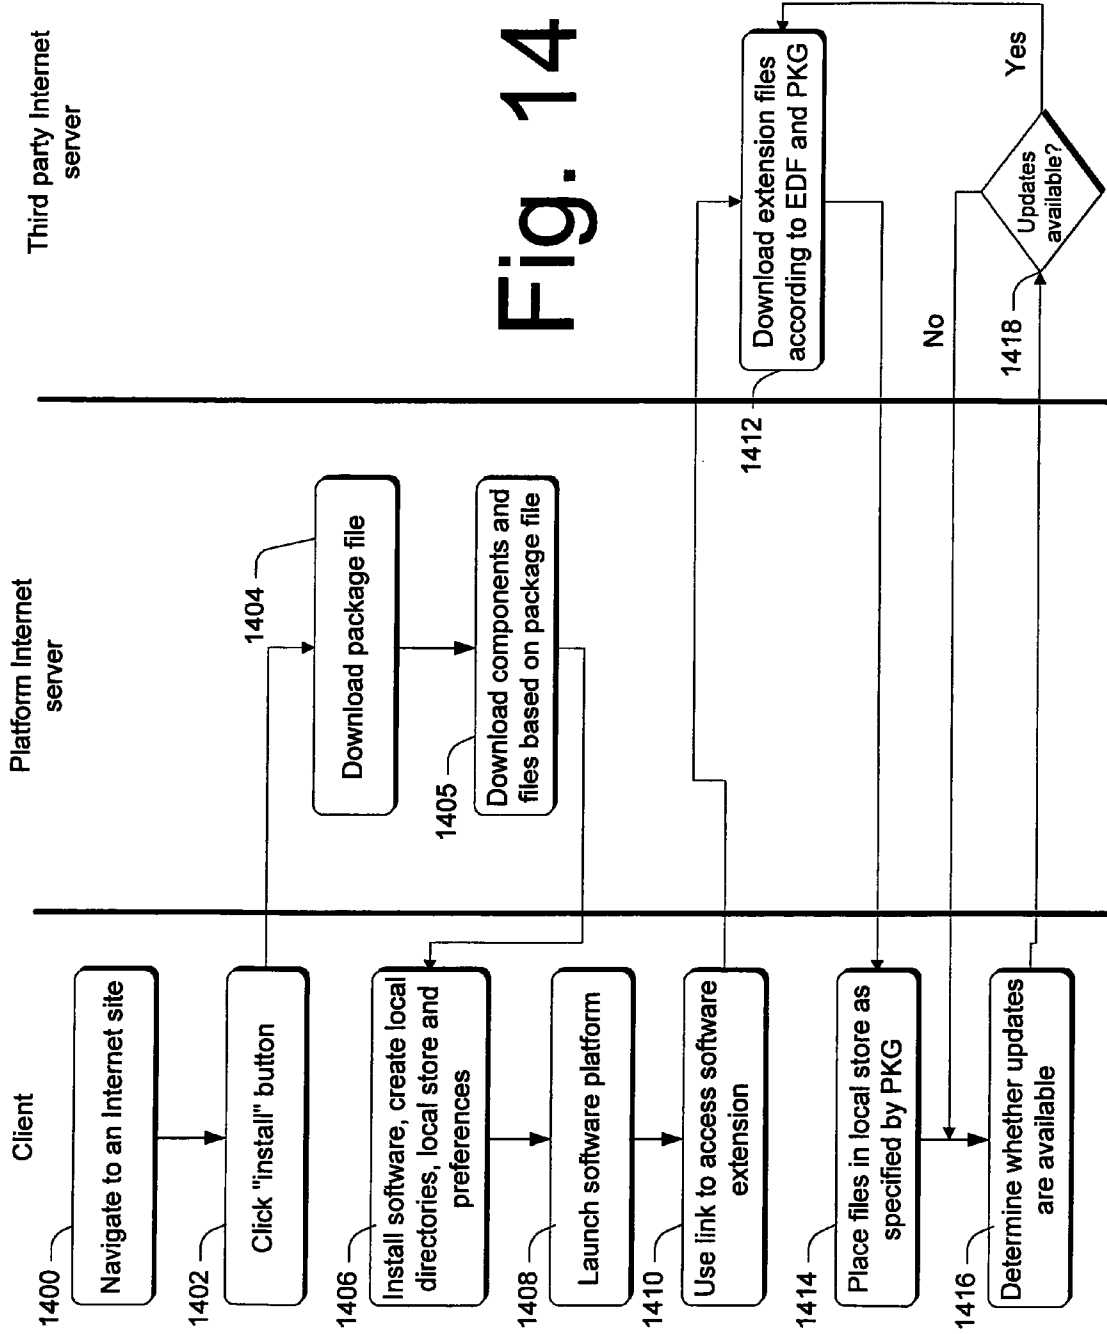 Client
Platform Internet
server
Third party Internet
server
1400
Navigate to an Internet site
1402
Click "install" button
1404
Download package file
1405
Download components and
files based on package file
1406
Install software, create local
directories, local store and
preferences
1408
Launch software platform
1410
Use link to access software
extension
1412
Download extension files
according to EDF and PKG
1414
Place files in local store as
specified by PKG
1416
Determine whether updates
are available
1418
Updates
available?
Yes
No
Fig. 14